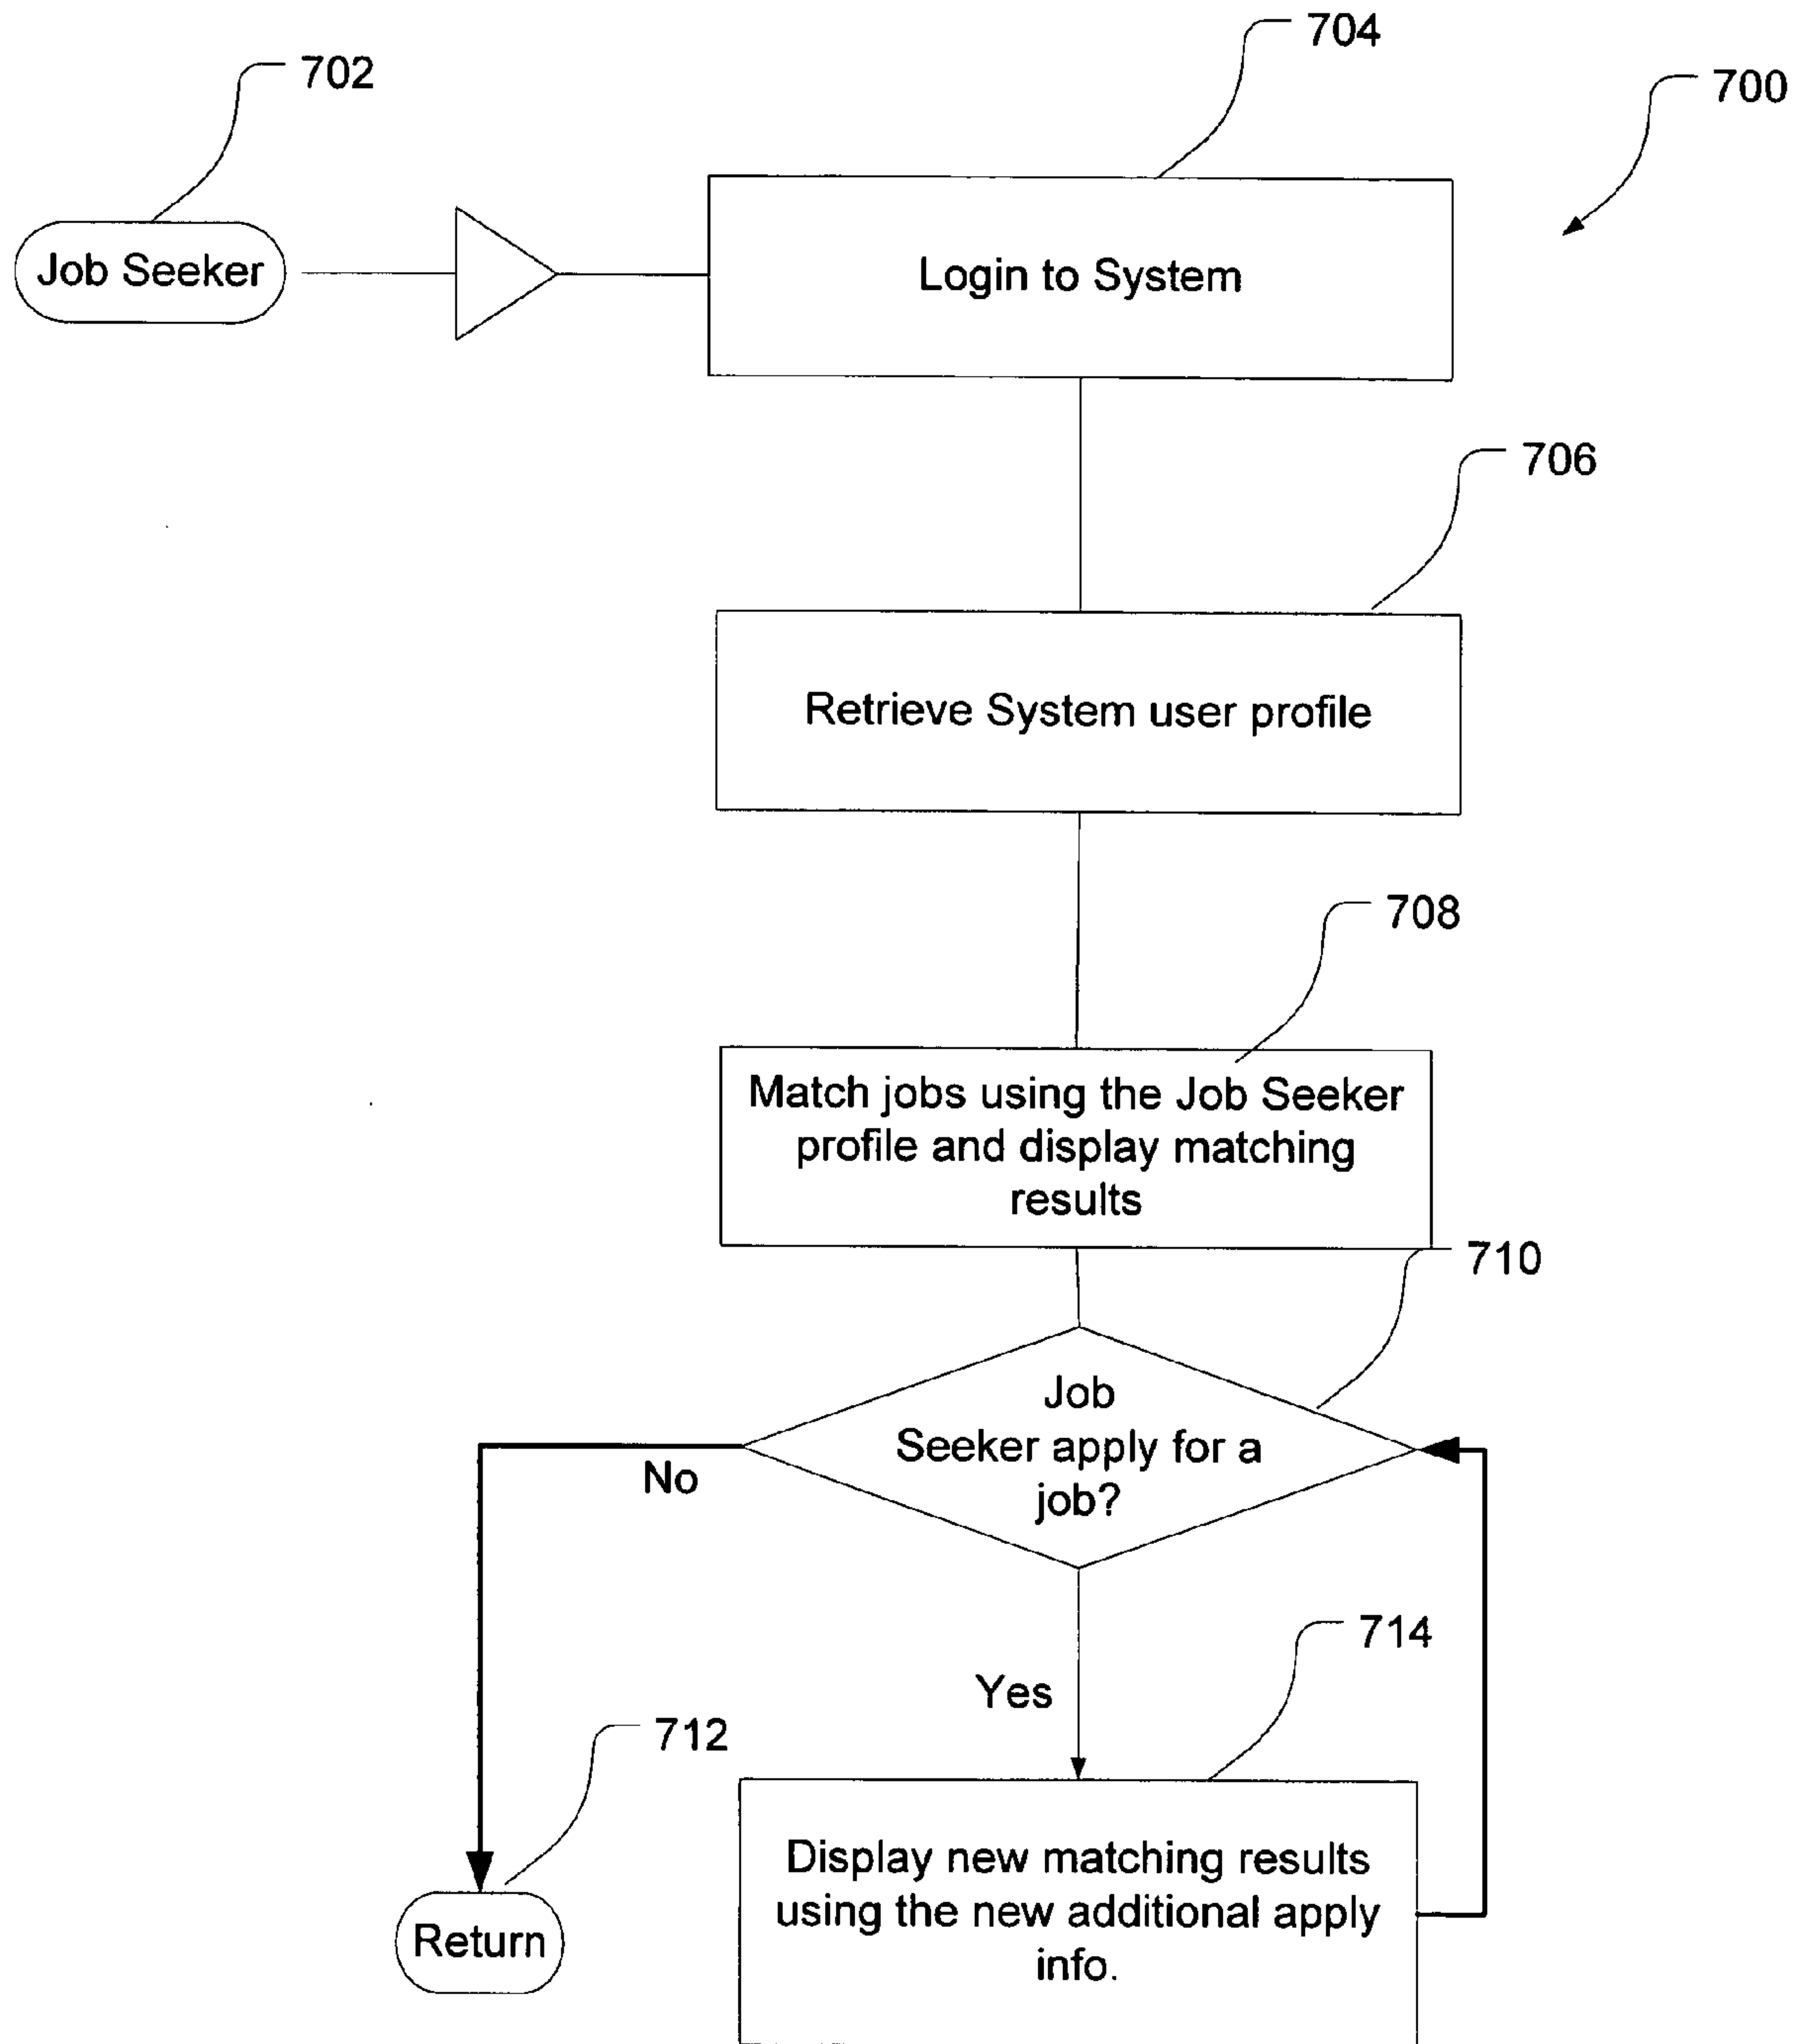 704
702
700
Job Seeker
Login to System
706
Retrieve System user profile
708
Match jobs using the Job Seeker
profile and display matching
results
710
Job
Seeker apply for a
job?
No
714
Yes
712
Display new matching results
using the new additional apply
info.
Return